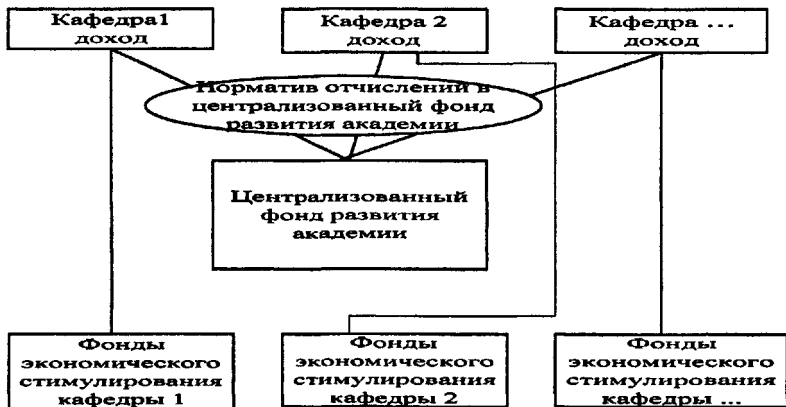 Кафедра1
доход
Кафедра 2
доход
Кафедра ...
доход
Норматив отчислений в
централизованный фонд
развития академии
Централизованный
фонд развития
академии
Фонды
экономического
стимулирования
кафедры 1
Фонды
экономического
стимулирования
кафедры 2
Фонды
экономического
стимулирования
кафедры ...